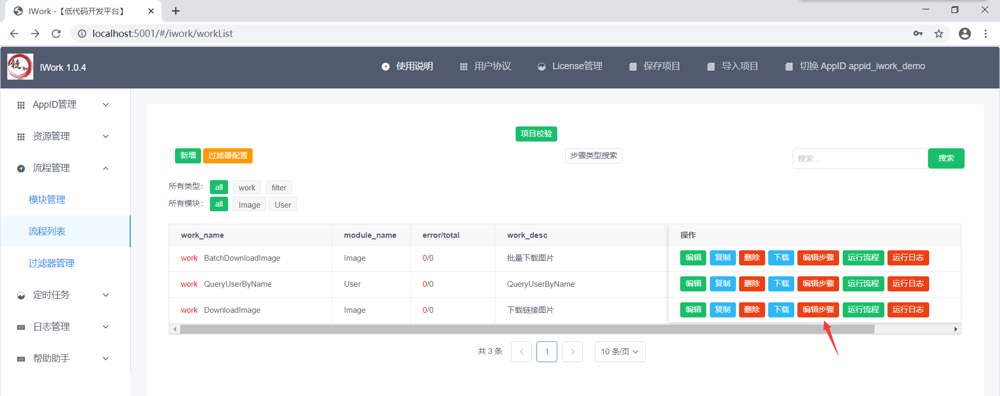 IWork -【低代码开发平台】
localhost:5001/#/iwork/workList
IWork 1.0.4
使用说明
用户协议
License管理
保存项目
导入项目
切换 AppID appid_iwork_demo
AppID管理
资源管理
流程管理
模块管理
流程列表
过滤器管理
定时任务
日志管理
帮助助手
项目校验
新增 过滤器配置
步骤类型搜索
搜索...
搜索
所有类型: all work filter
所有模块: all Image User
work_name module_name error/total work_desc 操作
work BatchDownloadImage Image 0/0 批量下载图片 编辑 复制 删除 下载 编辑步骤 运行流程 运行日志
work QueryUserByName User 0/0 QueryUserByName 编辑 复制 删除 下载 编辑步骤 运行流程 运行日志
work DownloadImage Image 0/0 下载链接图片 编辑 复制 删除 下载 编辑步骤 运行流程 运行日志
共 3 条 1 10 条/页